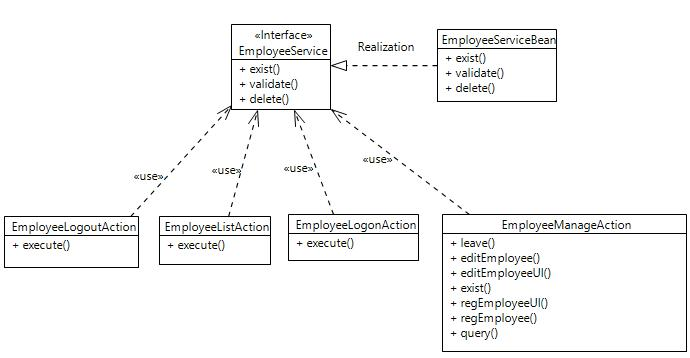 «Interface»
EmployeeService
+ exist()
+ validate()
+ delete()
Realization
EmployeeServiceBean
+ exist()
+ validate()
+ delete()
«use»
«use»
«use»
«use»
EmployeeLogoutAction
+ execute()
EmployeeListAction
+ execute()
EmployeeLogonAction
+ execute()
EmployeeManageAction
+ leave()
+ editEmployee()
+ editEmployeeUI()
+ exist()
+ regEmployeeUI()
+ regEmployee()
+ query()